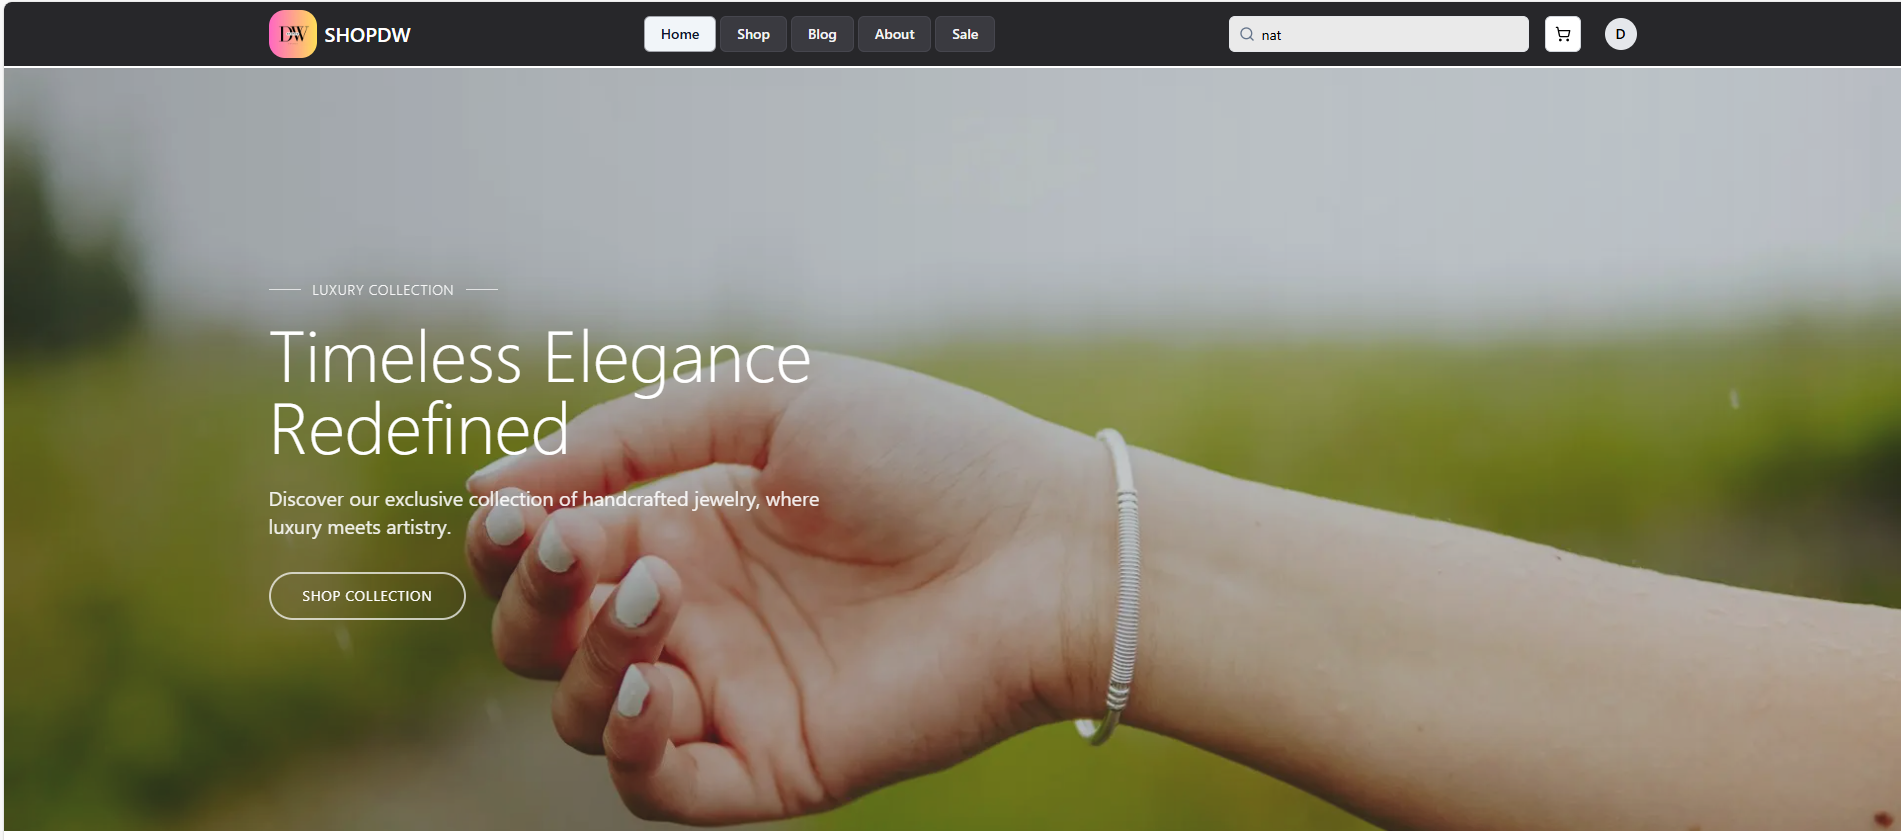 DW
SHOPDW
Home
Shop
Blog
About
Sale
nat
D
LUXURY COLLECTION
Timeless Elegance
Redefined
Discover our exclusive collection of handcrafted jewelry, where
luxury meets artistry.
SHOP COLLECTION